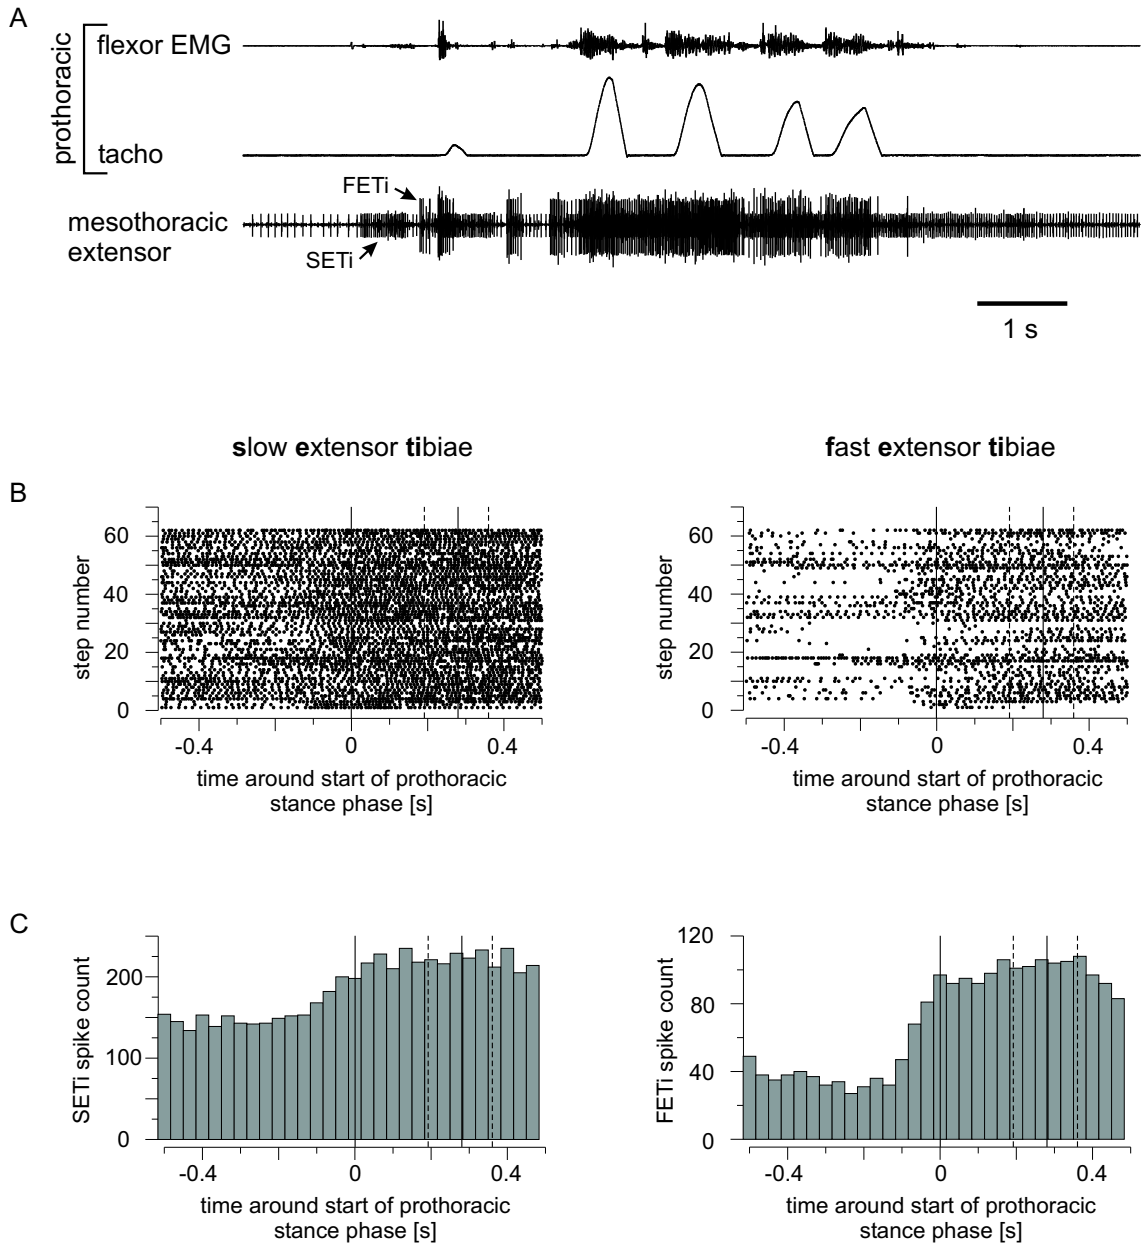 A
prothoracic
flexor EMG
tacho
FETi
mesothoracic
extensor
SETi
1 s
slow extensor tibiae
fast extensor tibiae
B
step number
60
40
20
0
-0.4 0 0.4
time around start of prothoracic
stance phase [s]
step number
60
40
20
0
-0.4 0 0.4
time around start of prothoracic
stance phase [s]
C
SETi spike count
200
100
0
-0.4 0 0.4
time around start of prothoracic
stance phase [s]
FETi spike count
120
80
40
0
-0.4 0 0.4
time around start of prothoracic
stance phase [s]